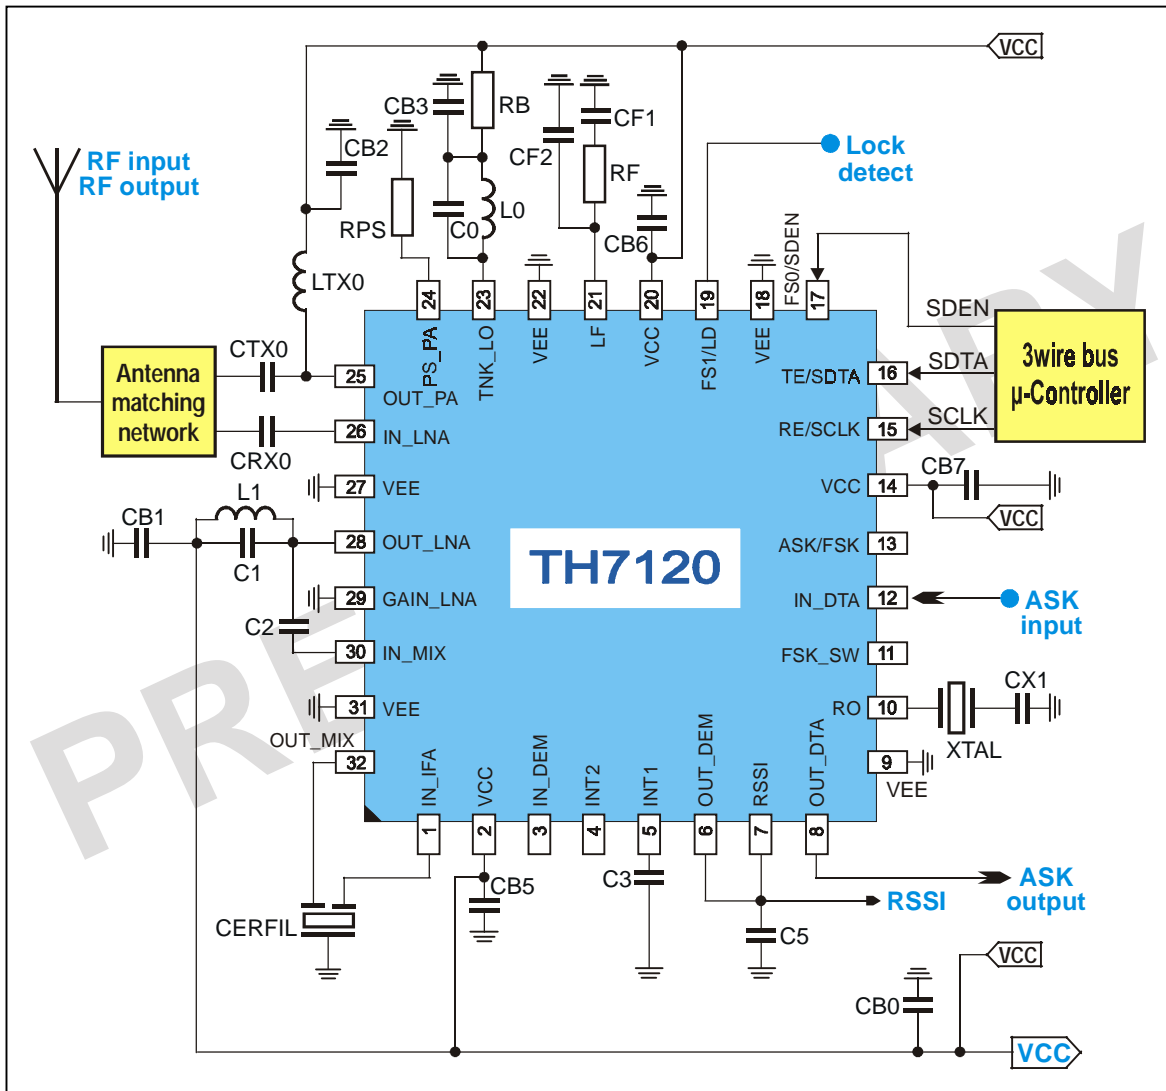 VCC
CB3
RB
CF1
CB2
CF2
RF
Lock
detect
RF input
RF output
RPS
C0
L0
CB6
FS0/SDEN
LTX0
24
23
22
21
20
19
18
17
PS_PA
TNK_LO
VEE
LF
VCC
FS1/LD
VEE
SDEN
3wire bus
µ-Controller
SDTA
SCLK
CTX0
Antenna
matching
network
CRX0
25
OUT_PA
26
IN_LNA
27
VEE
28
OUT_LNA
29
GAIN_LNA
30
IN_MIX
31
VEE
OUT_MIX
32
TE/SDTA
16
RE/SCLK
15
VCC
14
CB7
VCC
ASK/FSK
13
IN_DTA
12
ASK
input
FSK_SW
11
RO
10
CX1
XTAL
9
VEE
L1
CB1
C1
C2
TH7120
PRELIMINARY
IN_IFA
VCC
IN_DEM
INT2
INT1
OUT_DEM
RSSI
OUT_DTA
1
2
3
4
5
6
7
8
CERFIL
CB5
C3
C5
RSSI
ASK
output
VCC
CB0
VCC